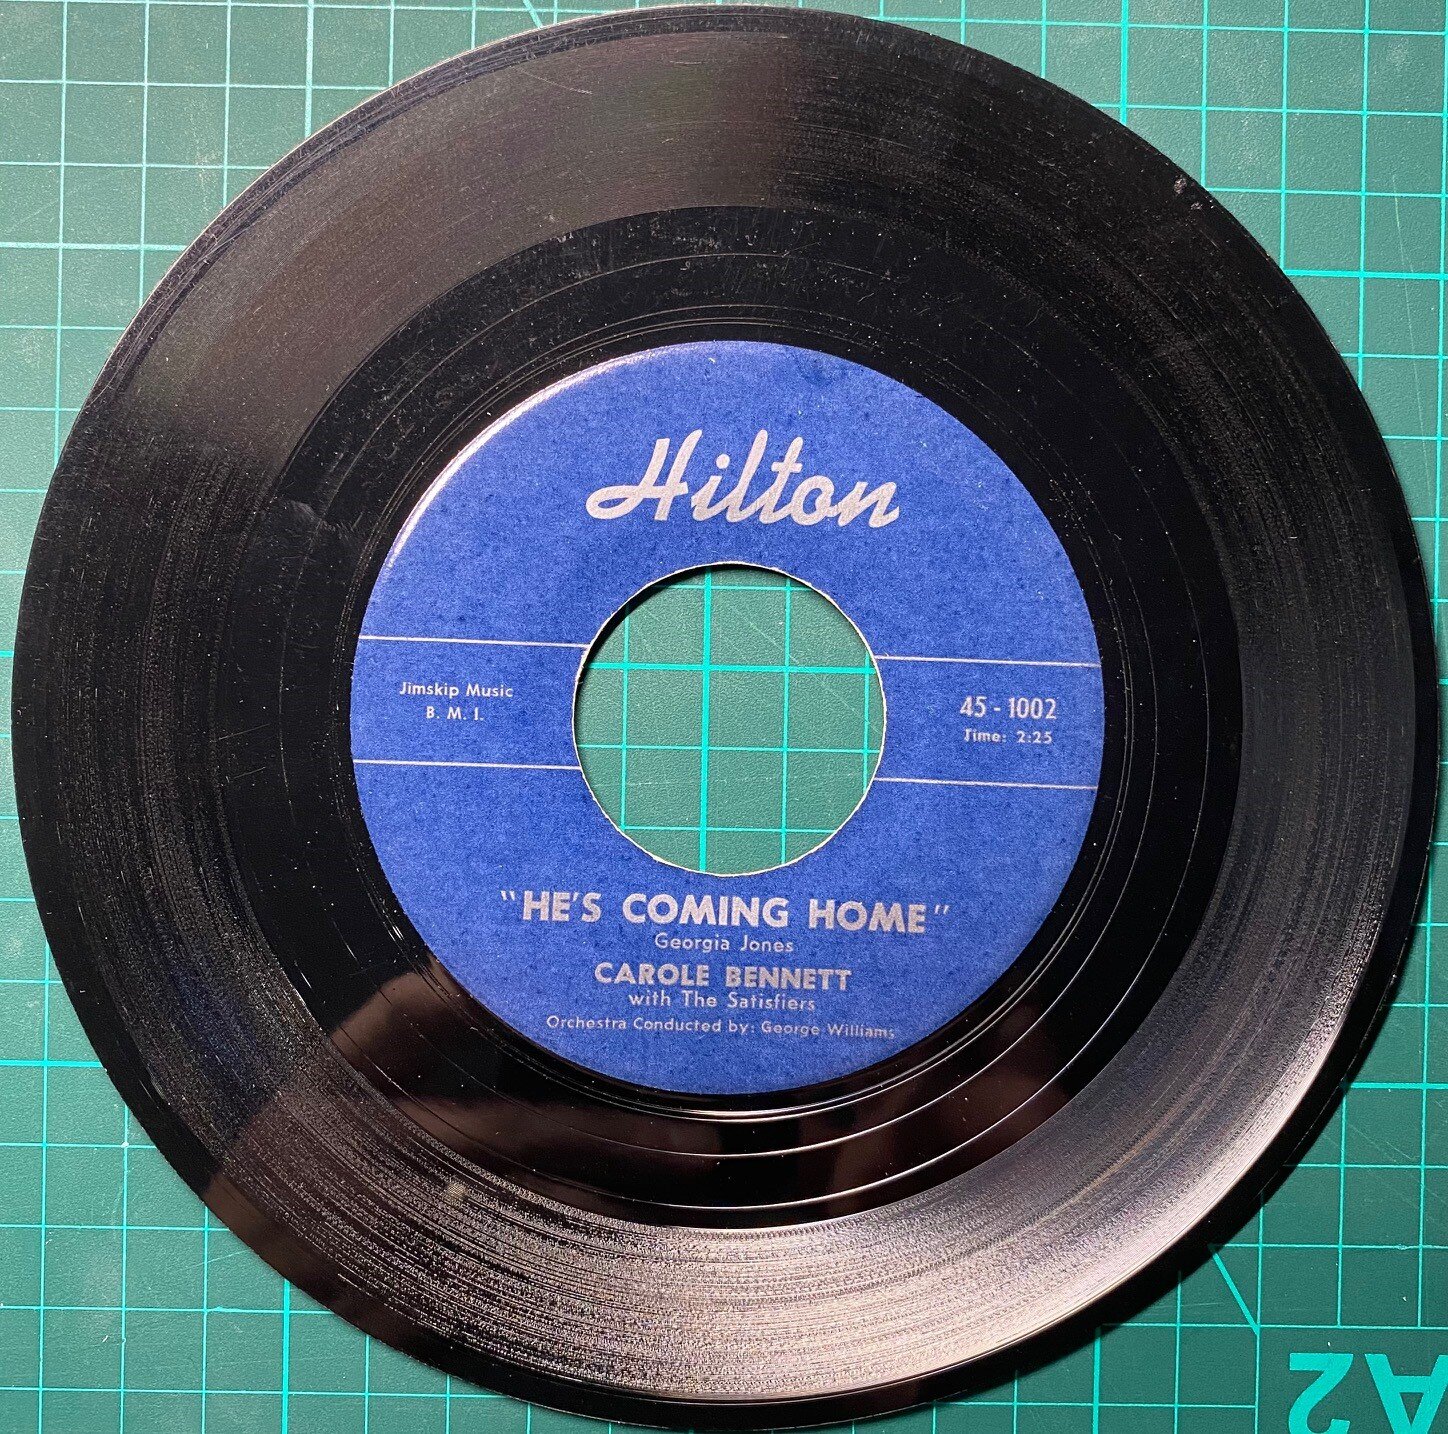 Hilton
Jimskip Music
B. M. I.
45 - 1002
Time: 2:25
"HE'S COMING HOME"
Georgia Jones
CAROLE BENNETT
with The Satisfiers
Orchestra Conducted by: George Williams
A2